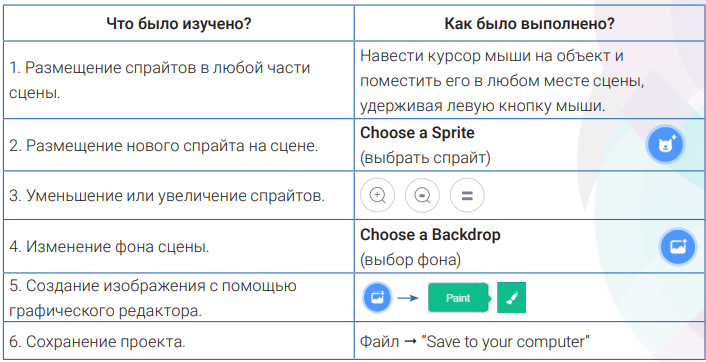 Что было изучено?
Как было выполнено?
1. Размещение спрайтов в любой части
сцены.
Навести курсор мыши на объект и
поместить его в любом месте сцены,
удерживая левую кнопку мыши.
2. Размещение нового спрайта на сцене.
Choose a Sprite
(выбрать спрайт)
3. Уменьшение или увеличение спрайтов.
4. Изменение фона сцены.
Choose a Backdrop
(выбор фона)
5. Создание изображения с помощью
графического редактора.
Paint
6. Сохранение проекта.
Файл → “Save to your computer”